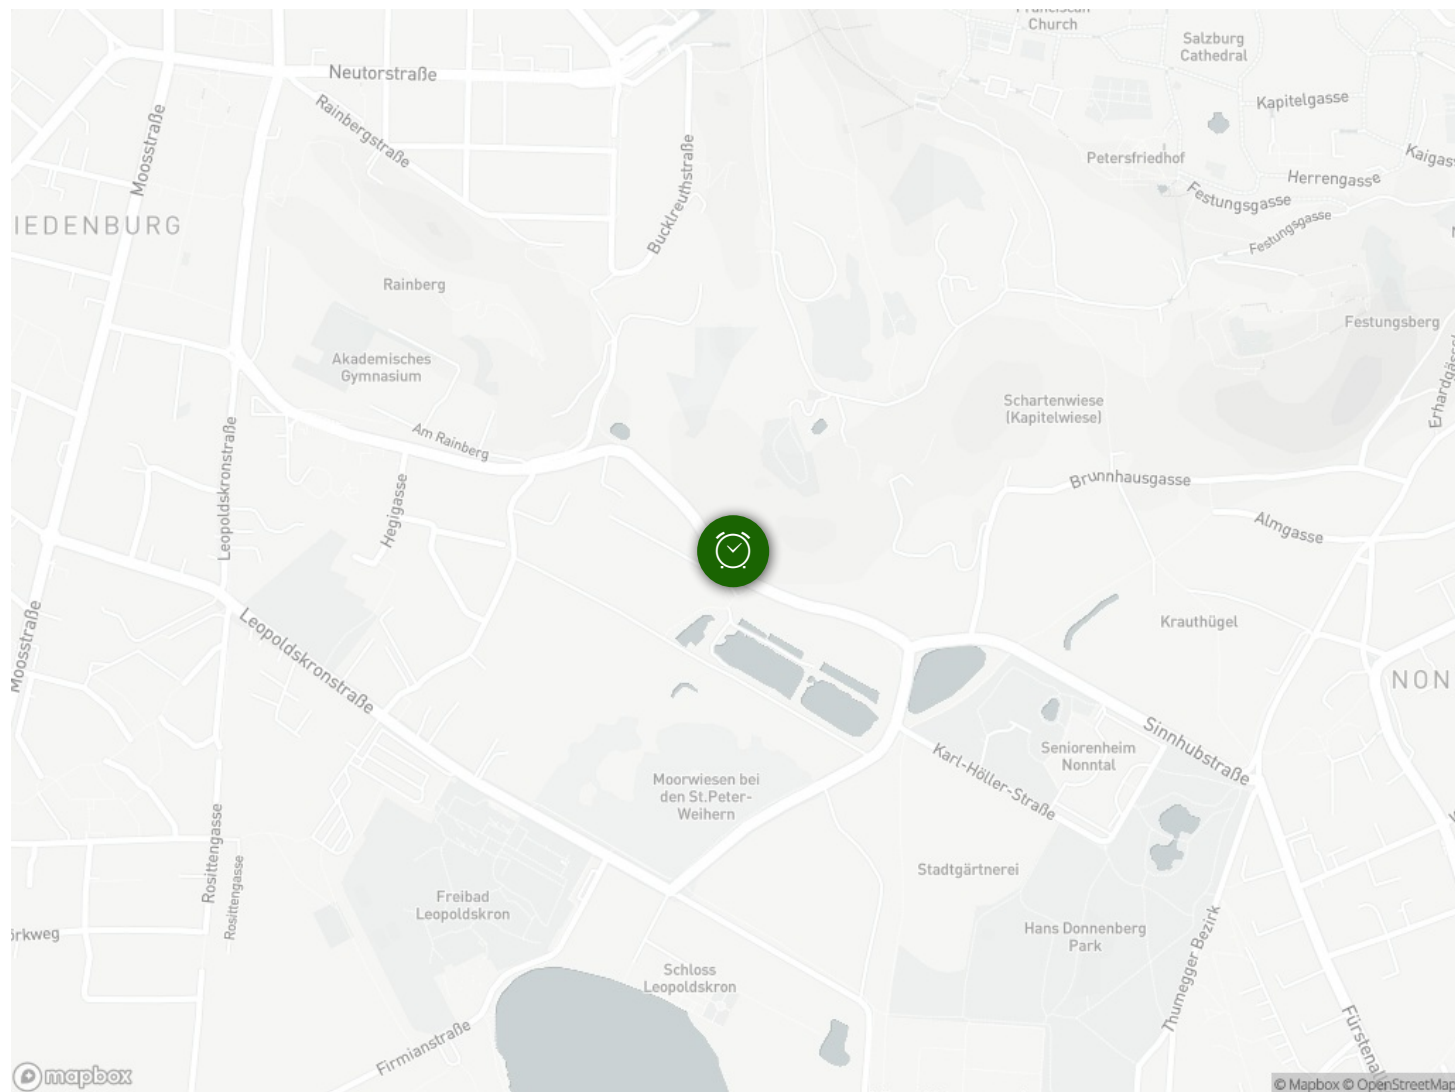 Church
Salzburg
Cathedral
Neutorstraße
Kapitelgasse
Rainbergstraße
Moosstraße
Petersfriedhof
Herrengasse
Festungsgasse
Bucklreuthstraße
Festungsgasse
IEDENBURG
Rainberg
Festungsberg
Akademisches
Gymnasium
Schartenwiese
(Kapitelwiese)
Am Rainberg
Leopoldskronstraße
Hegigasse
Brunnhausgasse
Almgasse
Krauthügel
Moosstraße
Leopoldskronstraße
NON
Sinnhubstraße
Seniorenheim
Nonntal
Karl-Höller-Straße
Moorwiesen bei
den St.Peter-
Weihern
Rosittengasse
Rosittengasse
Stadtgärtnerei
Freibad
Leopoldskron
örkweg
Hans Donnenberg
Park
Thumegger Bezirk
Schloss
Leopoldskron
Firmianstraße
mapbox
© Mapbox © OpenStreetMap